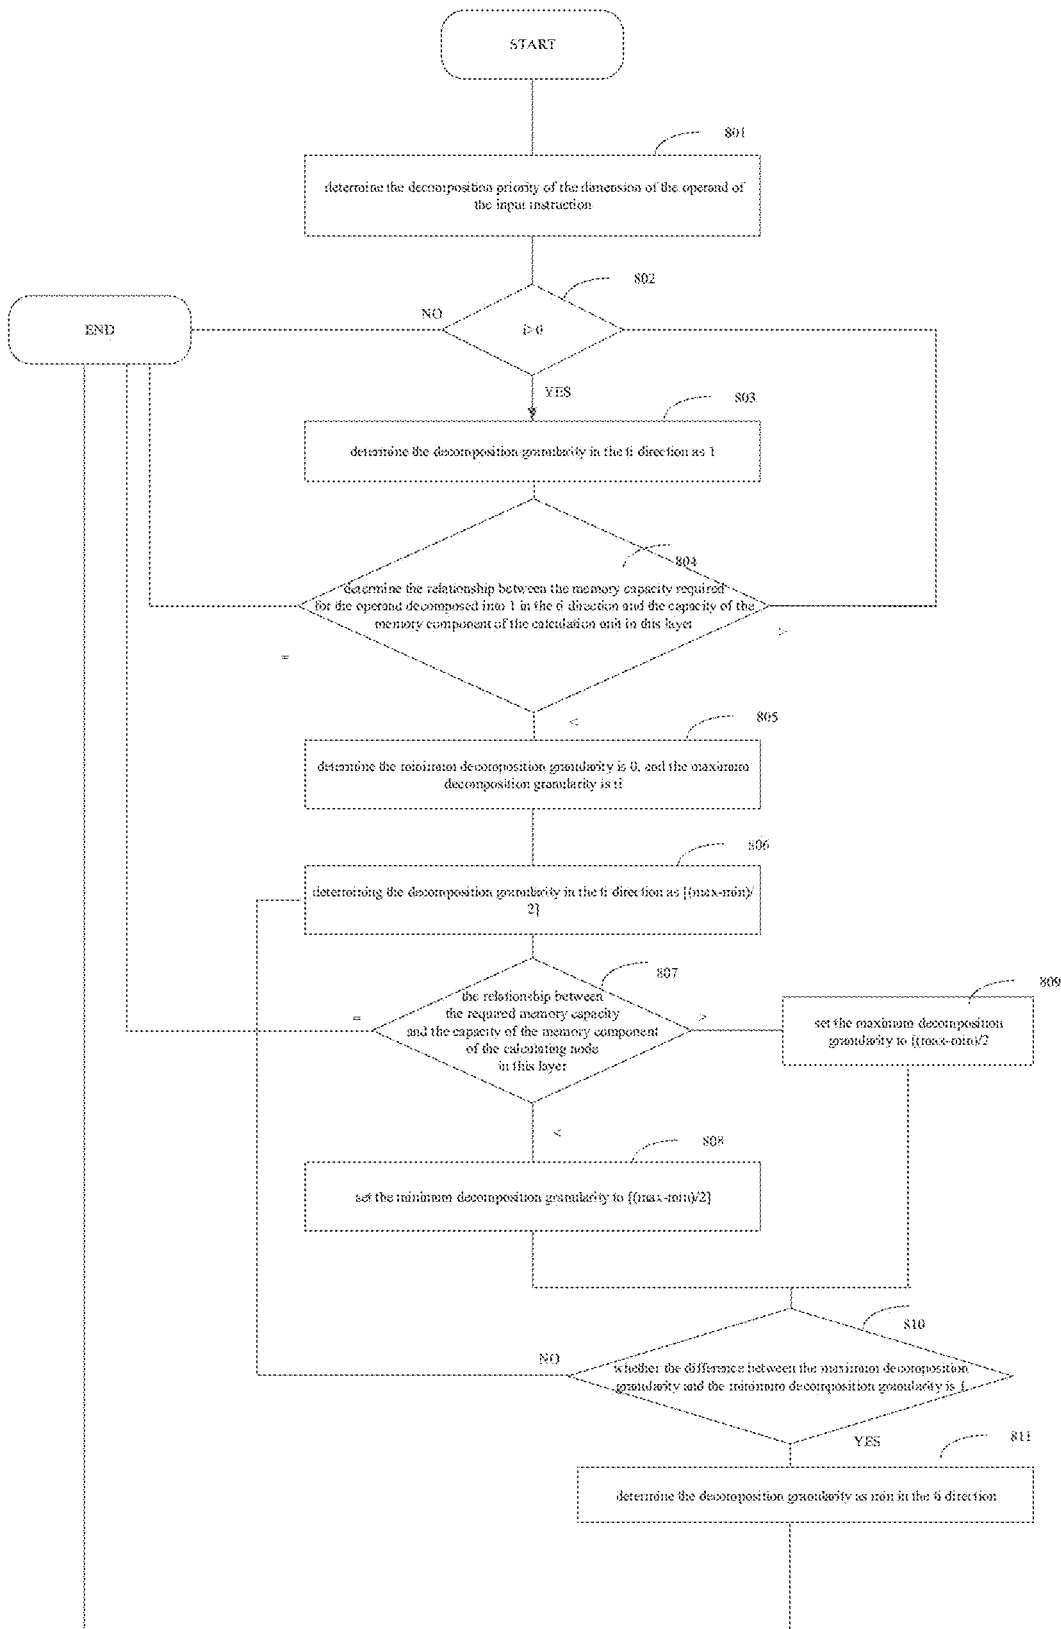 START
801
determine the decomposition priority of the dimension of the operand of
the input instruction
802
END
NO
i>0
YES
803
determine the decomposition granularity in the ti direction as 1
804
determine the relationship between the memory capacity required
for the operand decomposed into 1 in the ti direction and the capacity of the
memory component of the calculation unit in this layer
>
=
<
805
determine the minimum decomposition granularity is 0, and the maximum
decomposition granularity is ti
806
determining the decomposition granularity in the ti direction as [(max-min)/
2]
807
the relationship between
the required memory capacity
and the capacity of the memory component
of the calculating node
in this layer
=
>
<
809
set the maximum decomposition
granularity to [(max-min)/2
808
set the minimum decomposition granularity to [(max-min)/2]
810
NO
whether the difference between the maximum decomposition
granularity and the minimum decomposition granularity is 1
YES
811
determine the decomposition granularity as min in the ti direction